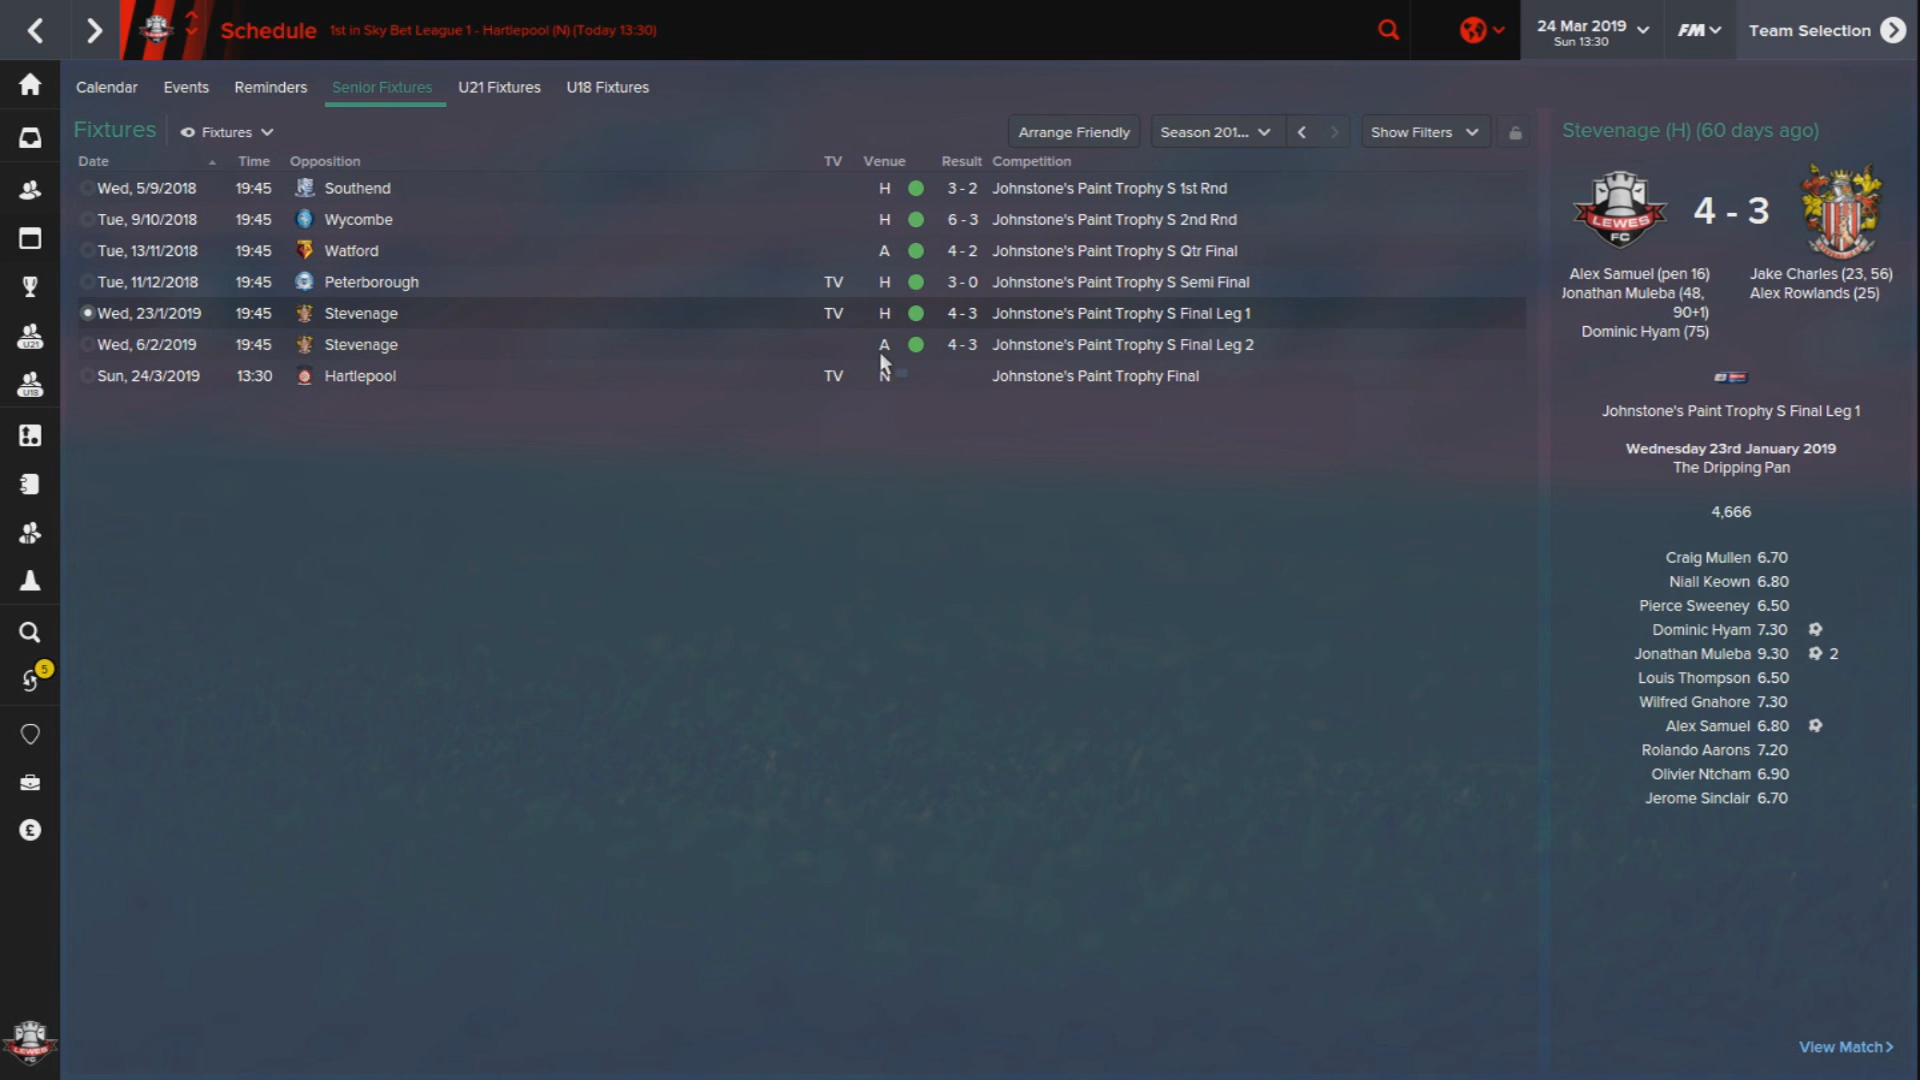 Schedule 1st in Sky Bet League 1 - Hartlepool (N) (Today 13:30)
24 Mar 2019
Sun 13:30
FM
Team Selection
Calendar Events Reminders Senior Fixtures U21 Fixtures U18 Fixtures
Fixtures Fixtures Arrange Friendly Season 201... Show Filters
Date Time Opposition TV Venue Result Competition
Wed, 5/9/2018 19:45 Southend H 3 - 2 Johnstone's Paint Trophy S 1st Rnd
Tue, 9/10/2018 19:45 Wycombe H 6 - 3 Johnstone's Paint Trophy S 2nd Rnd
Tue, 13/11/2018 19:45 Watford A 4 - 2 Johnstone's Paint Trophy S Qtr Final
Tue, 11/12/2018 19:45 Peterborough TV H 3 - 0 Johnstone's Paint Trophy S Semi Final
Wed, 23/1/2019 19:45 Stevenage TV H 4 - 3 Johnstone's Paint Trophy S Final Leg 1
Wed, 6/2/2019 19:45 Stevenage A 4 - 3 Johnstone's Paint Trophy S Final Leg 2
Sun, 24/3/2019 13:30 Hartlepool TV N Johnstone's Paint Trophy Final
Stevenage (H) (60 days ago)
LEWES
FC
4 - 3
Alex Samuel (pen 16)
Jonathan Muleba (48,
90+1)
Dominic Hyam (75)
Jake Charles (23, 56)
Alex Rowlands (25)
Johnstone's Paint Trophy S Final Leg 1
Wednesday 23rd January 2019
The Dripping Pan
4,666
Craig Mullen 6.70
Niall Keown 6.80
Pierce Sweeney 6.50
Dominic Hyam 7.30
Jonathan Muleba 9.30 2
Louis Thompson 6.50
Wilfred Gnahore 7.30
Alex Samuel 6.80
Rolando Aarons 7.20
Olivier Ntcham 6.90
Jerome Sinclair 6.70
View Match
U21
U18
5
£
LEWES
FC